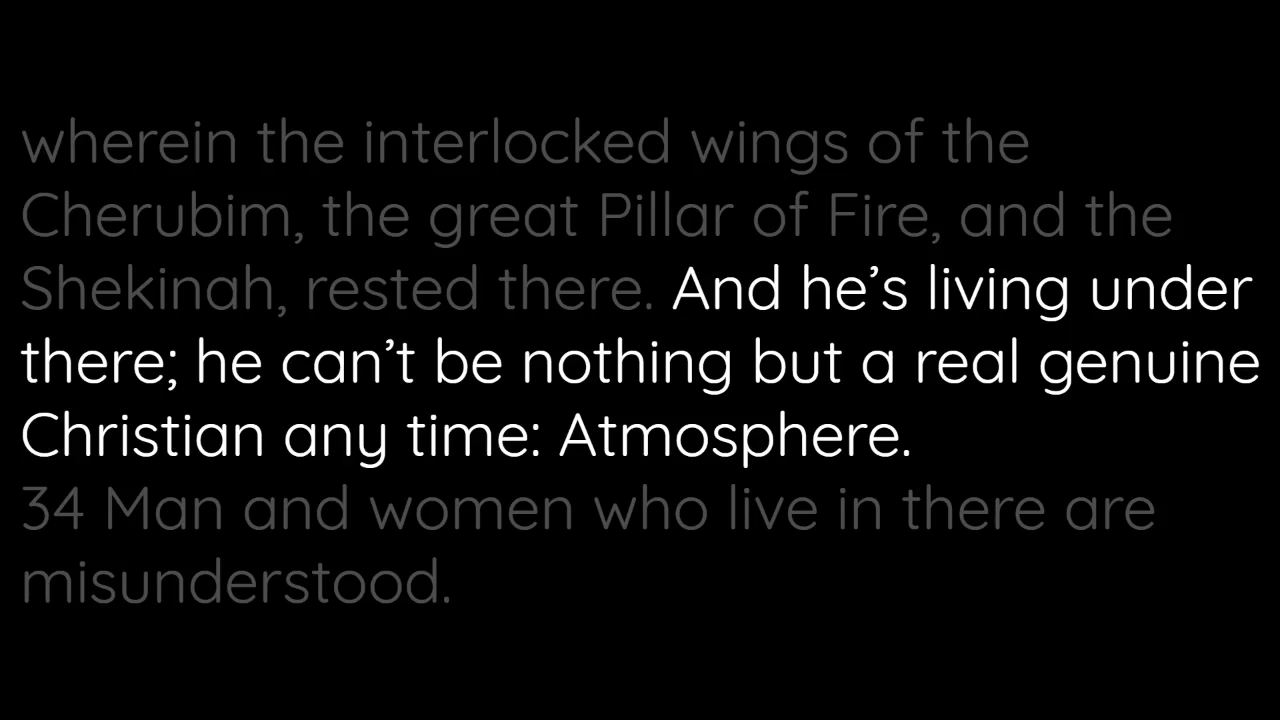 wherein the interlocked wings of the
Cherubim, the great Pillar of Fire, and the
Shekinah, rested there. And he’s living under
there; he can’t be nothing but a real genuine
Christian any time: Atmosphere.
34 Man and women who live in there are
misunderstood.